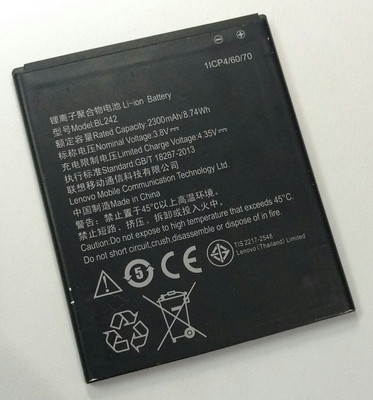 ⊖ ⊕
1ICP4/60/70
锂离子聚合物电池 Li-ion Battery
型号Model:BL242
额定容量Rated Capacity:2300mAh/8.74Wh
标称电压Nominal Voltage:3.8V⎓
充电限制电压Limited Charge Voltage:4.35V⎓
执行标准Standard:GB/T 18287-2013
联想移动通信科技有限公司
Lenovo Mobile Communication Technology Ltd.
中国制造Made in China
警告：禁止置于45°C以上高温环境。
禁止短路、挤压、拆卸或投入火中。
Caution:Do not expose to high temperature that exceeds 45°C.
Do not short circuit,crush,disassemble or dispose of in fire.
5 CE
TIS 2217-2548
Lenovo (Thailand) Limited